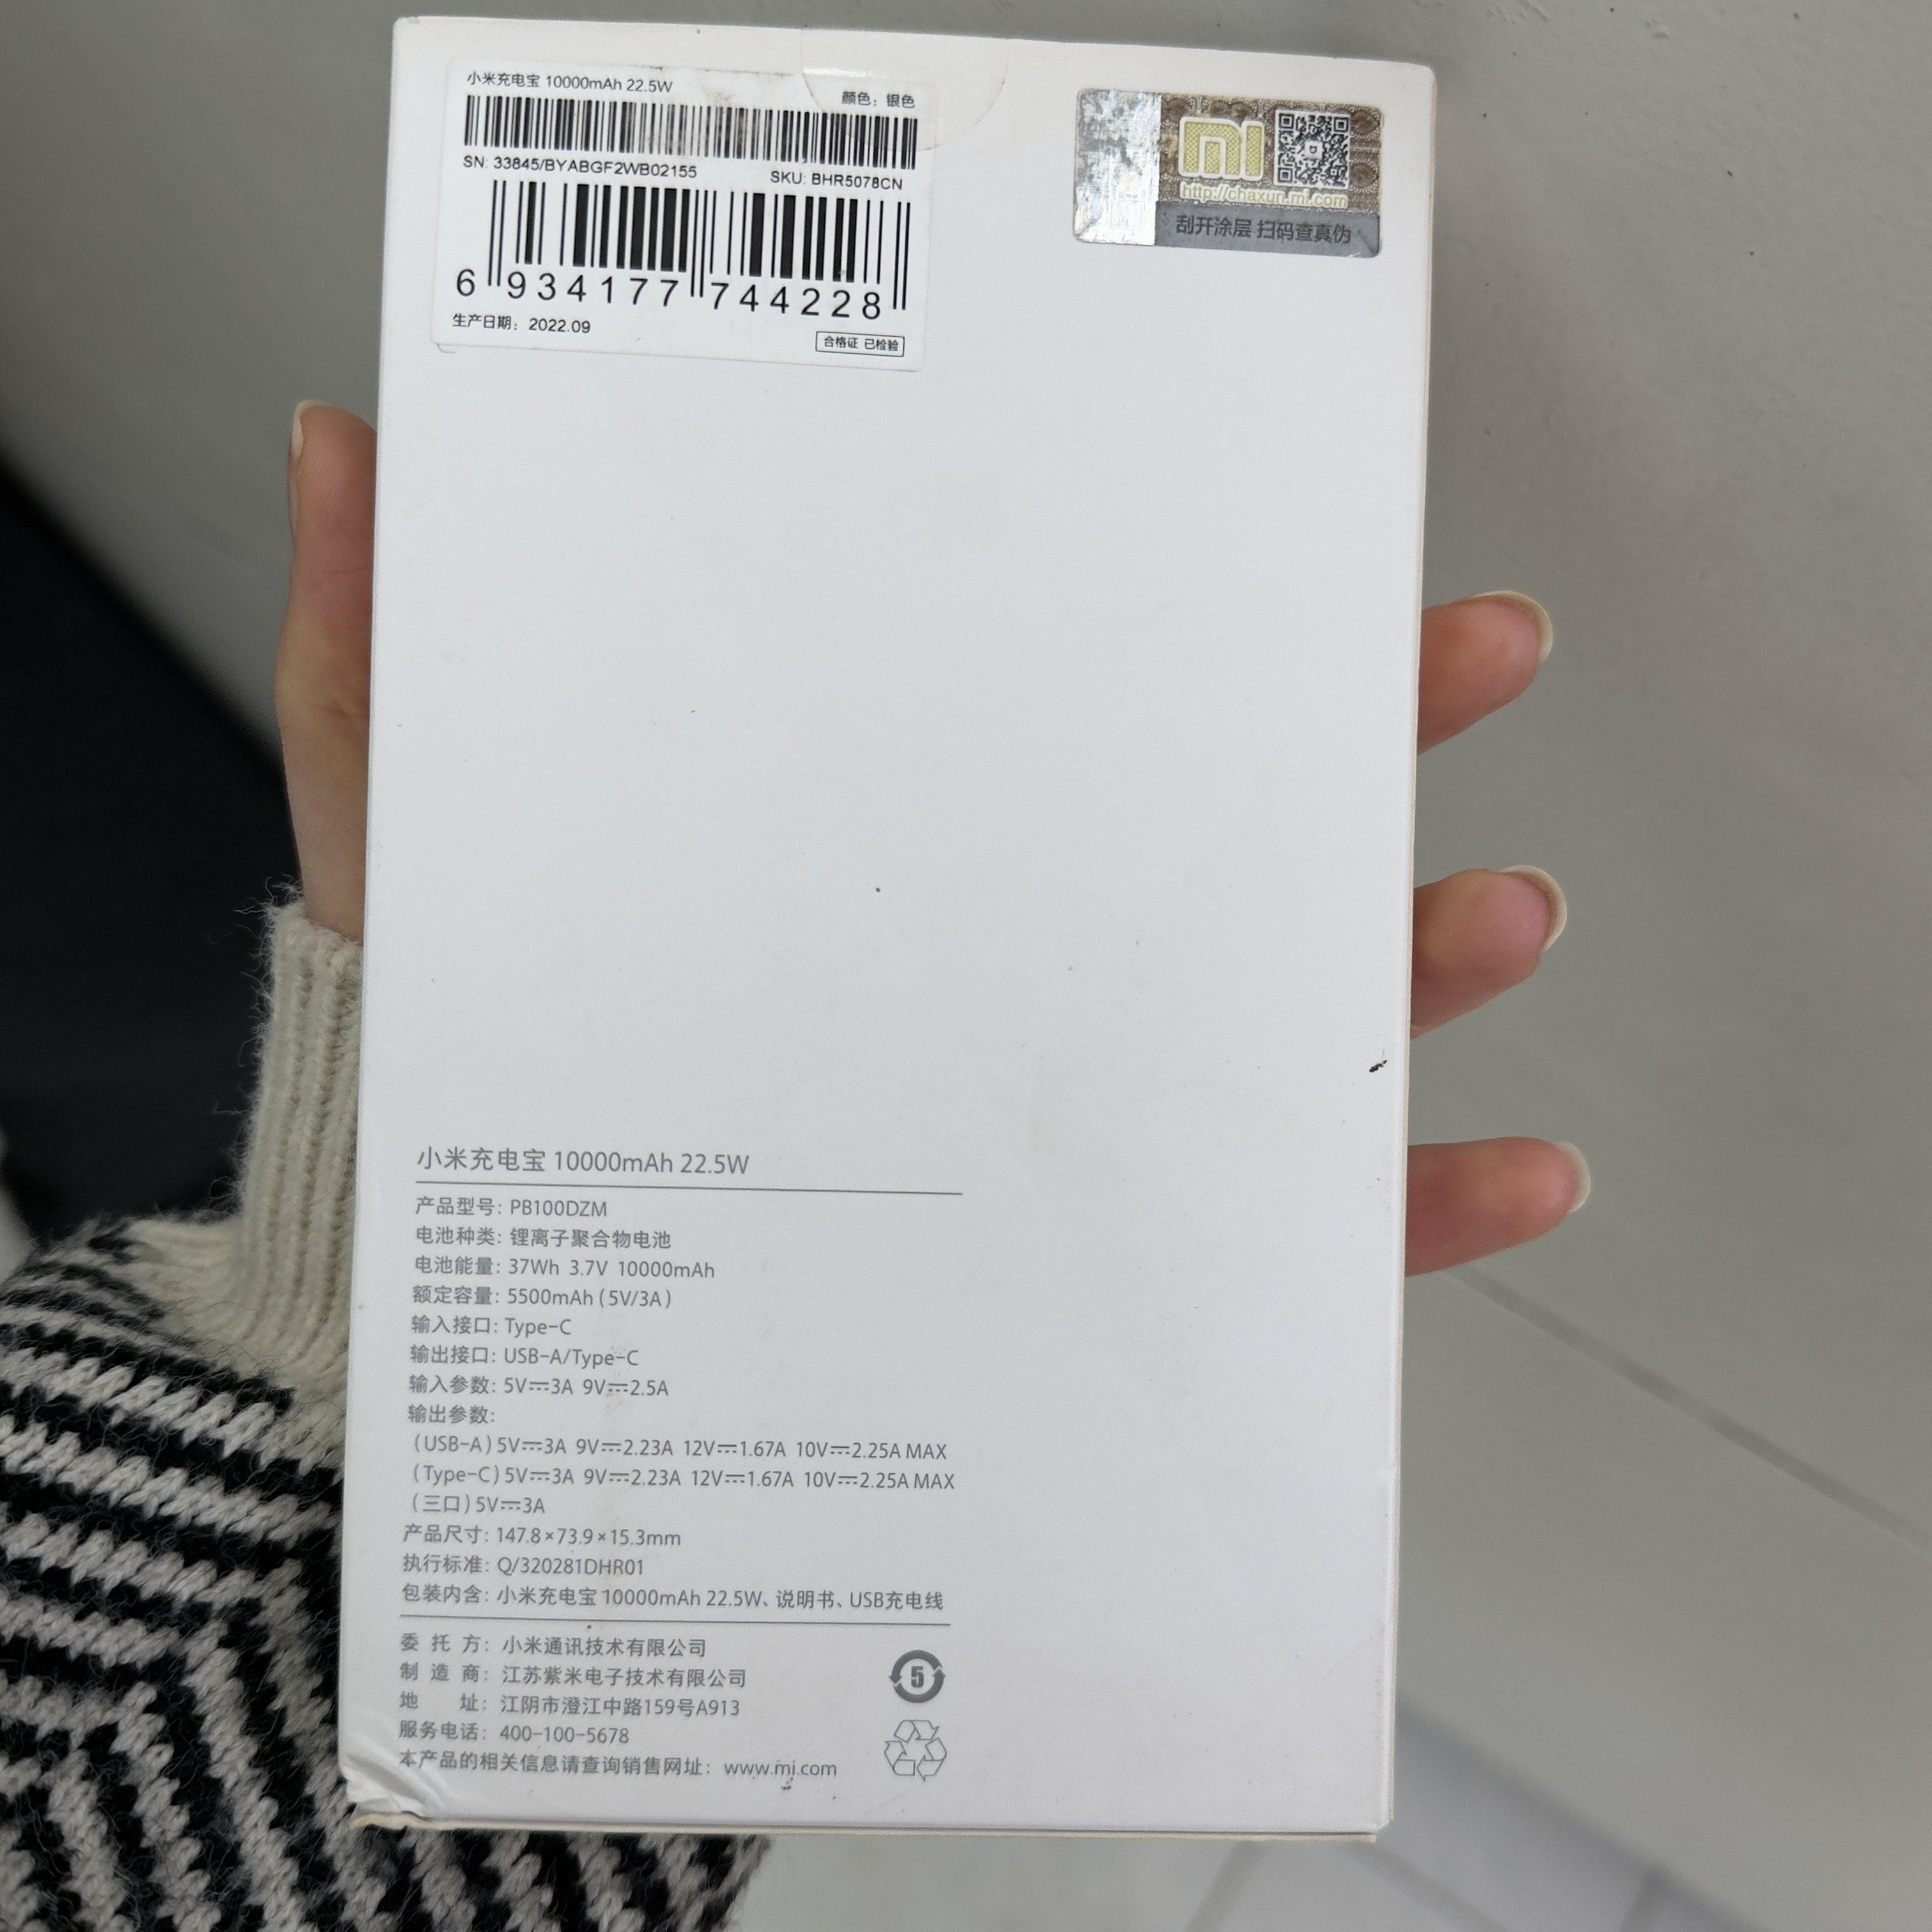 小米充电宝 10000mAh 22.5W
颜色：银色
SN: 33845/BYABGF2WB02155
SKU: BHR5078CN
6 934177 744228
生产日期：2022.09
合格证 已检验
mi
http://chaxun.mi.com
刮开涂层 扫码查真伪
小米充电宝 10000mAh 22.5W
产品型号: PB100DZM
电池种类: 锂离子聚合物电池
电池能量: 37Wh 3.7V 10000mAh
额定容量: 5500mAh (5V/3A)
输入接口: Type-C
输出接口: USB-A/Type-C
输入参数: 5V⎓3A 9V⎓2.5A
输出参数:
(USB-A) 5V⎓3A 9V⎓2.23A 12V⎓1.67A 10V⎓2.25A MAX
(Type-C) 5V⎓3A 9V⎓2.23A 12V⎓1.67A 10V⎓2.25A MAX
(三口) 5V⎓3A
产品尺寸: 147.8×73.9×15.3mm
执行标准: Q/320281DHR01
包装内含: 小米充电宝 10000mAh 22.5W、说明书、USB充电线
委 托 方: 小米通讯技术有限公司
制 造 商: 江苏紫米电子技术有限公司
地 址: 江阴市澄江中路159号A913
服务电话: 400-100-5678
本产品的相关信息请查询销售网址: www.mi.com
5